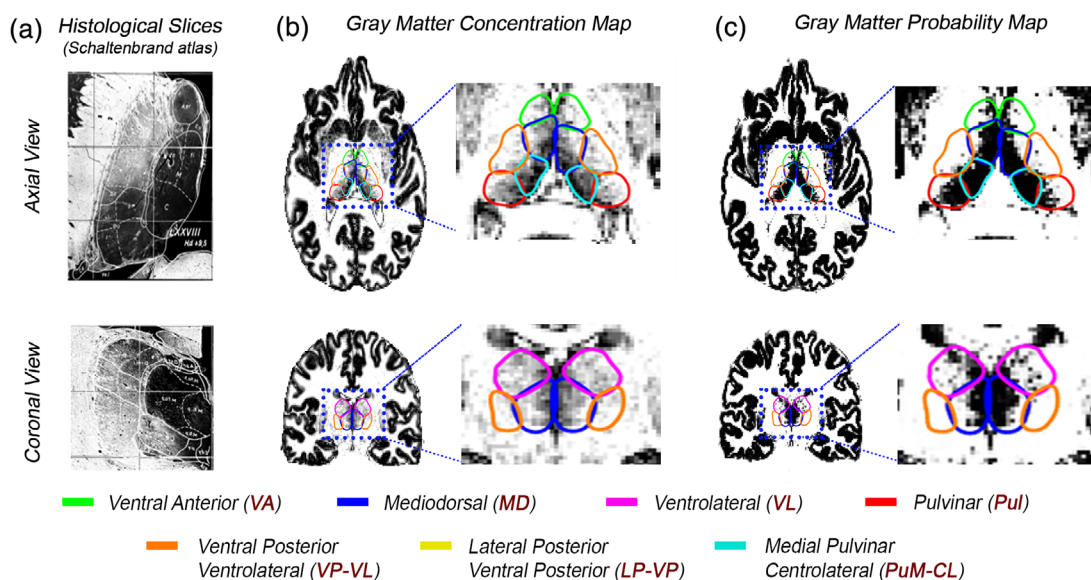 (a)
Histological Slices
(Schaltenbrand atlas)
(b)
Gray Matter Concentration Map
(c)
Gray Matter Probability Map
Axial View
LXXVIII
Coronal View
Ventral Anterior (VA)
Mediodorsal (MD)
Ventrolateral (VL)
Pulvinar (Pul)
Ventral Posterior
Ventrolateral (VP-VL)
Lateral Posterior
Ventral Posterior (LP-VP)
Medial Pulvinar
Centrolateral (PuM-CL)